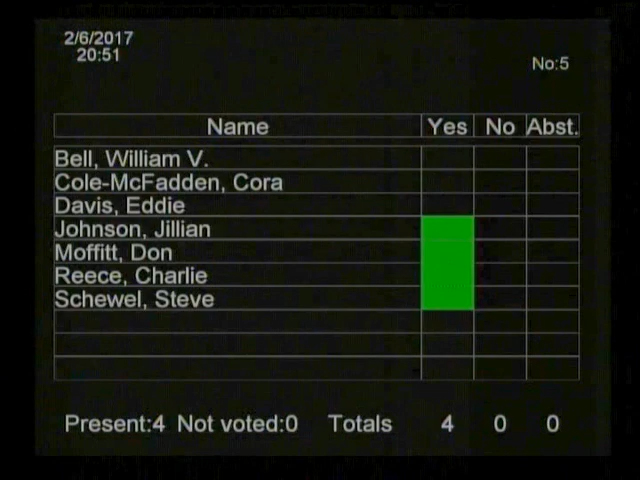 2/6/2017
20:51
No:5
Name Yes No Abst.
Bell, William V.
Cole-McFadden, Cora
Davis, Eddie
Johnson, Jillian
Moffitt, Don
Reece, Charlie
Schewel, Steve
Present:4 Not voted:0 Totals 4 0 0